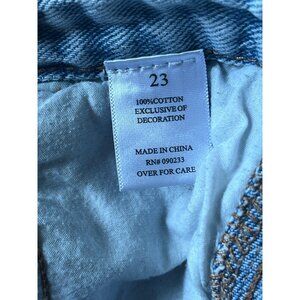 23
100%COTTON
EXCLUSIVE OF
DECORATION
MADE IN CHINA
RN# 090233
OVER FOR CARE